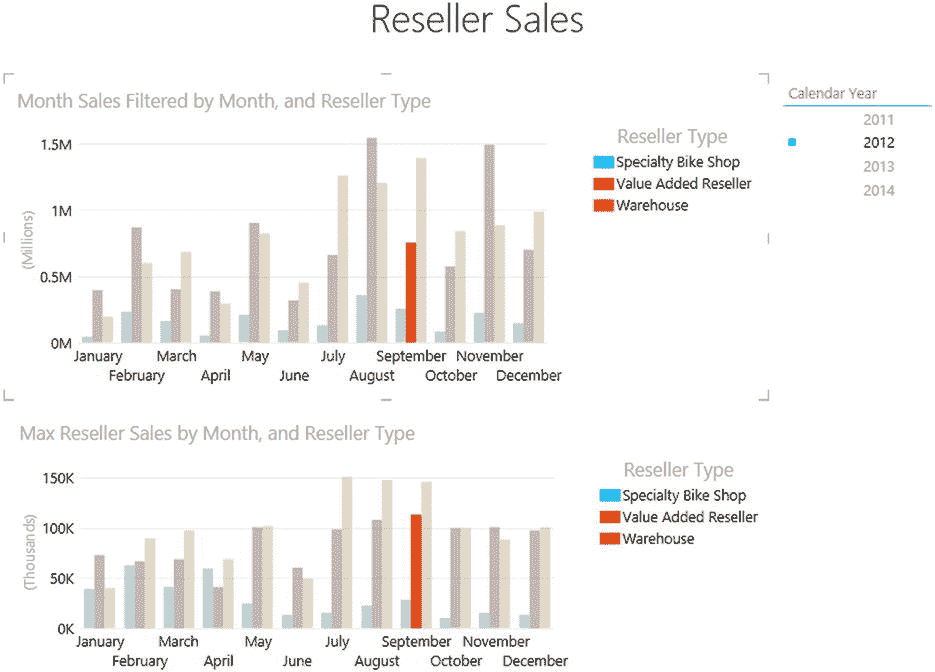 Reseller Sales
Month Sales Filtered by Month, and Reseller Type
1.5M
1M
0.5M
0M
(Millions)
January
March
May
July
September
November
February
April
June
August
October
December
Reseller Type
Specialty Bike Shop
Value Added Reseller
Warehouse
Calendar Year
2011
2012
2013
2014
Max Reseller Sales by Month, and Reseller Type
150K
100K
50K
0K
(Thousands)
January
March
May
July
September
November
February
April
June
August
October
December
Reseller Type
Specialty Bike Shop
Value Added Reseller
Warehouse